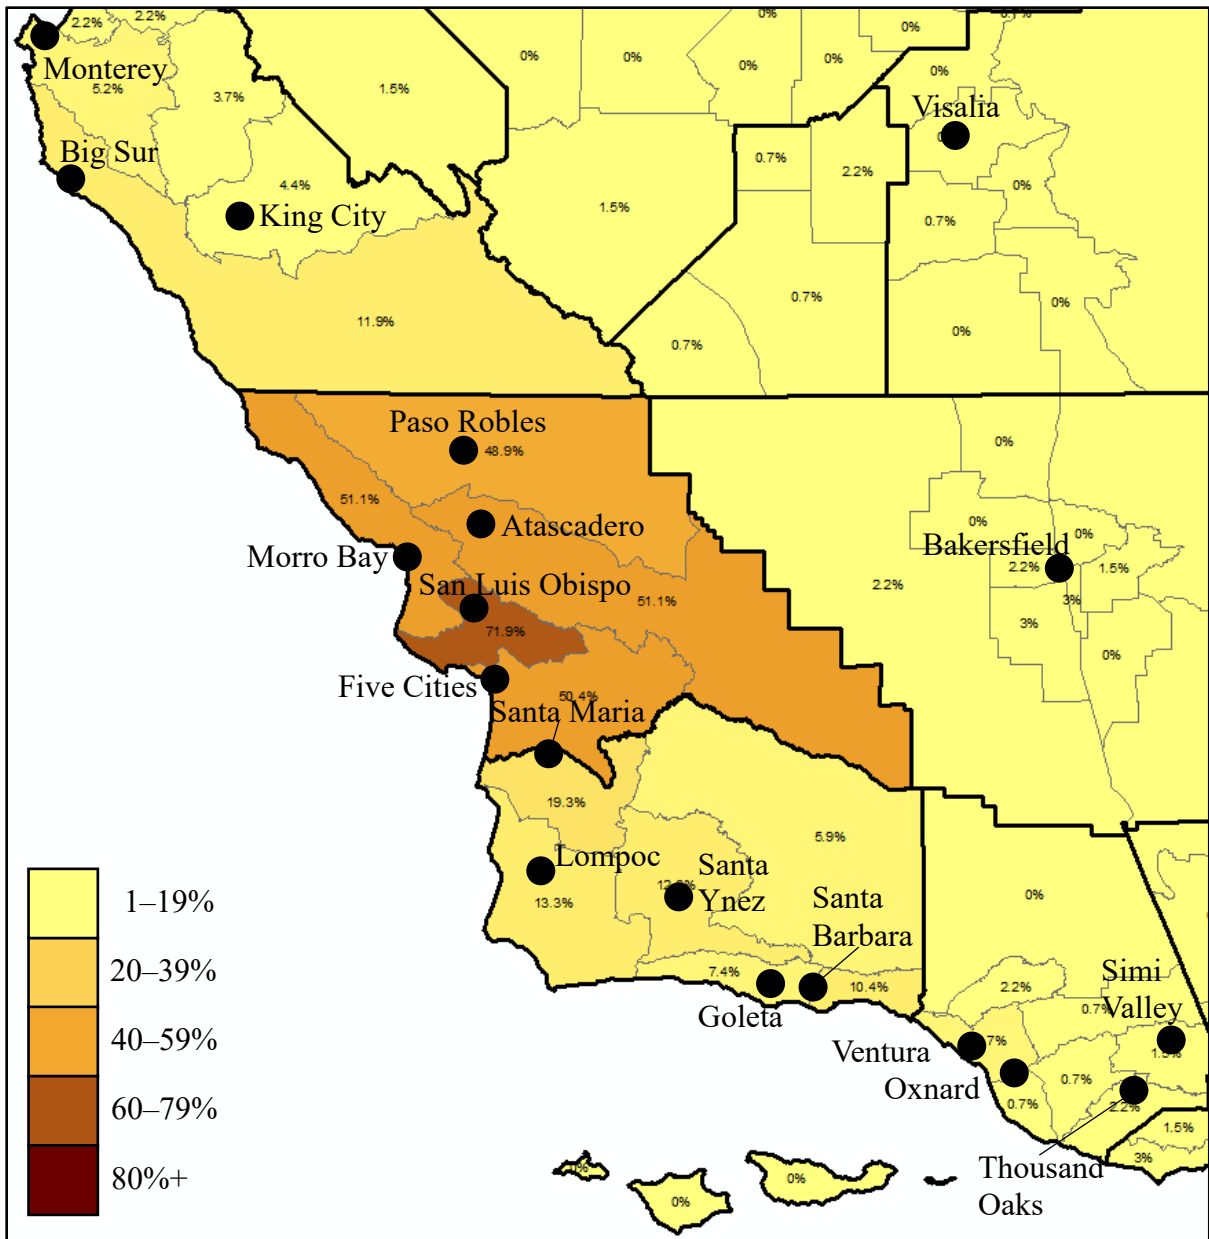 2.2%
2.2%
Monterey
5.2%
3.7%
1.5%
0%
0%
0%
0%
0%
0%
0%
Visalia
Big Sur
4.4%
King City
1.5%
0.7%
2.2%
0%
0.7%
11.9%
0.7%
0.7%
0%
0%
Paso Robles
48.9%
51.1%
Atascadero
Morro Bay
San Luis Obispo
51.1%
71.9%
Five Cities
50.4%
Santa Maria
0%
0%
0%
Bakersfield
2.2%
1.5%
2.2%
3%
3%
0%
19.3%
5.9%
Lompoc
13.3%
Santa
Ynez
Santa
Barbara
7.4%
10.4%
Goleta
0%
2.2%
0.7%
Simi
Valley
Ventura
Oxnard
0.7%
0.7%
2.2%
1.5%
3%
Thousand
Oaks
0%
0%
0%
1–19%
20–39%
40–59%
60–79%
80%+